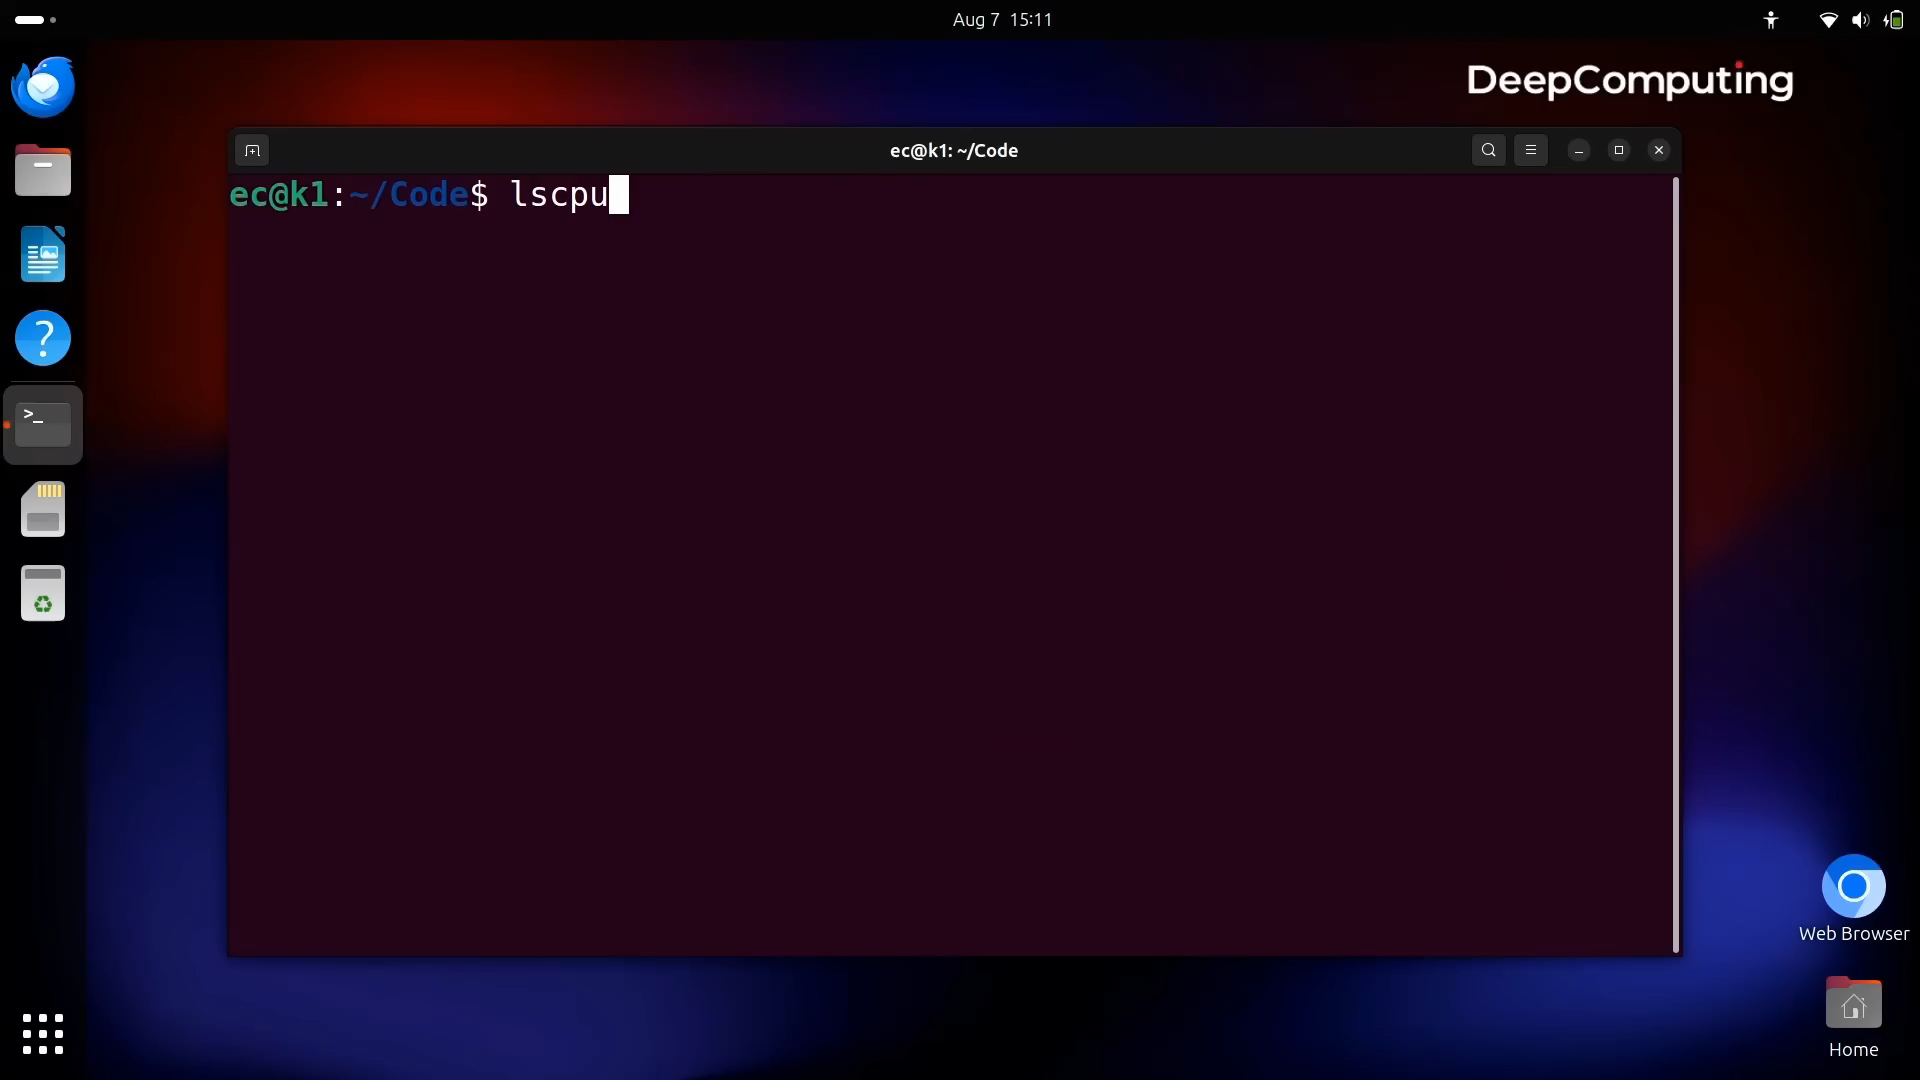 Aug 7 15:11
DeepComputing
ec@k1: ~/Code
ec@k1:~/Code$ lscpu
?
>_
Web Browser
Home